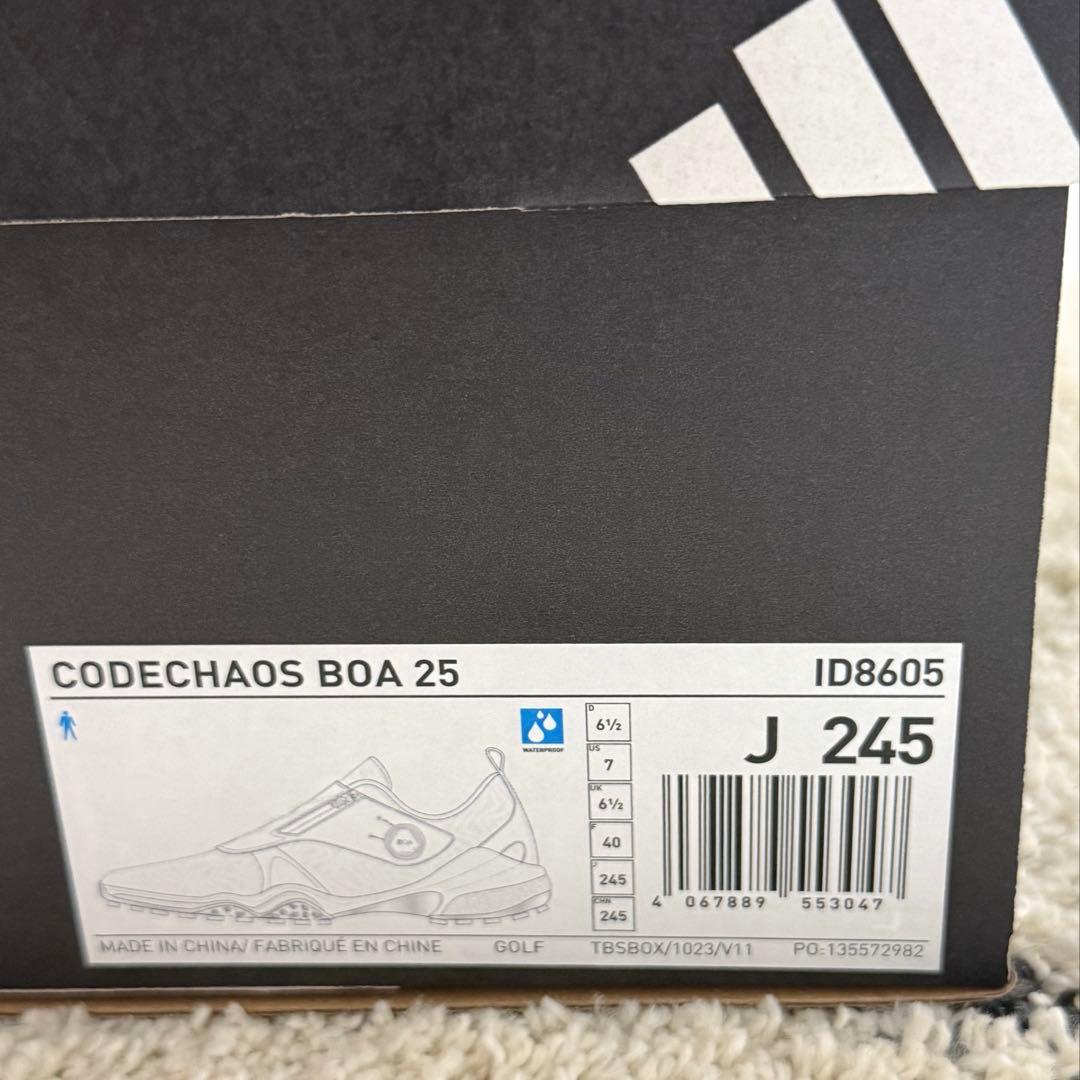 CODECHAOS BOA 25 ID8605
WATERPROOF
BOA
D 6½
US 7
UK 6½
F 40
J 245
CHN 245
J 245
4 067889 553047
MADE IN CHINA/ FABRIQUÉ EN CHINE GOLF TBSBOX/1023/V11 PO:135572982